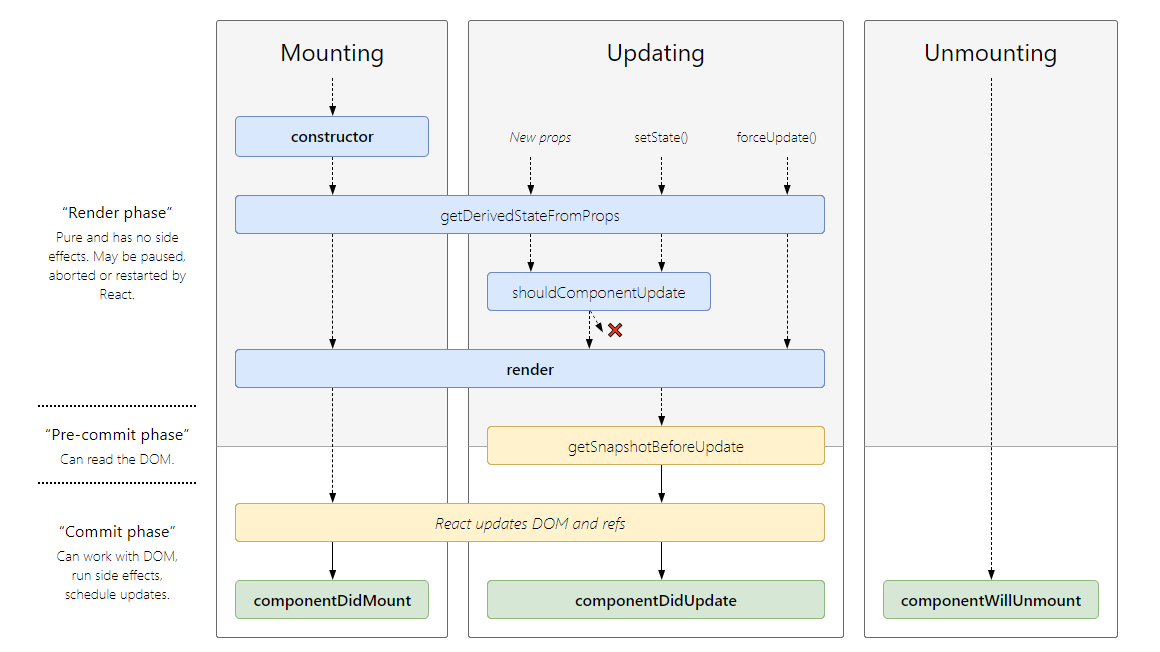 Mounting
Updating
Unmounting
constructor
New props
setState()
forceUpdate()
“Render phase”
Pure and has no side
effects. May be paused,
aborted or restarted by
React.
getDerivedStateFromProps
shouldComponentUpdate
render
“Pre-commit phase”
Can read the DOM.
getSnapshotBeforeUpdate
“Commit phase”
Can work with DOM,
run side effects,
schedule updates.
React updates DOM and refs
componentDidMount
componentDidUpdate
componentWillUnmount